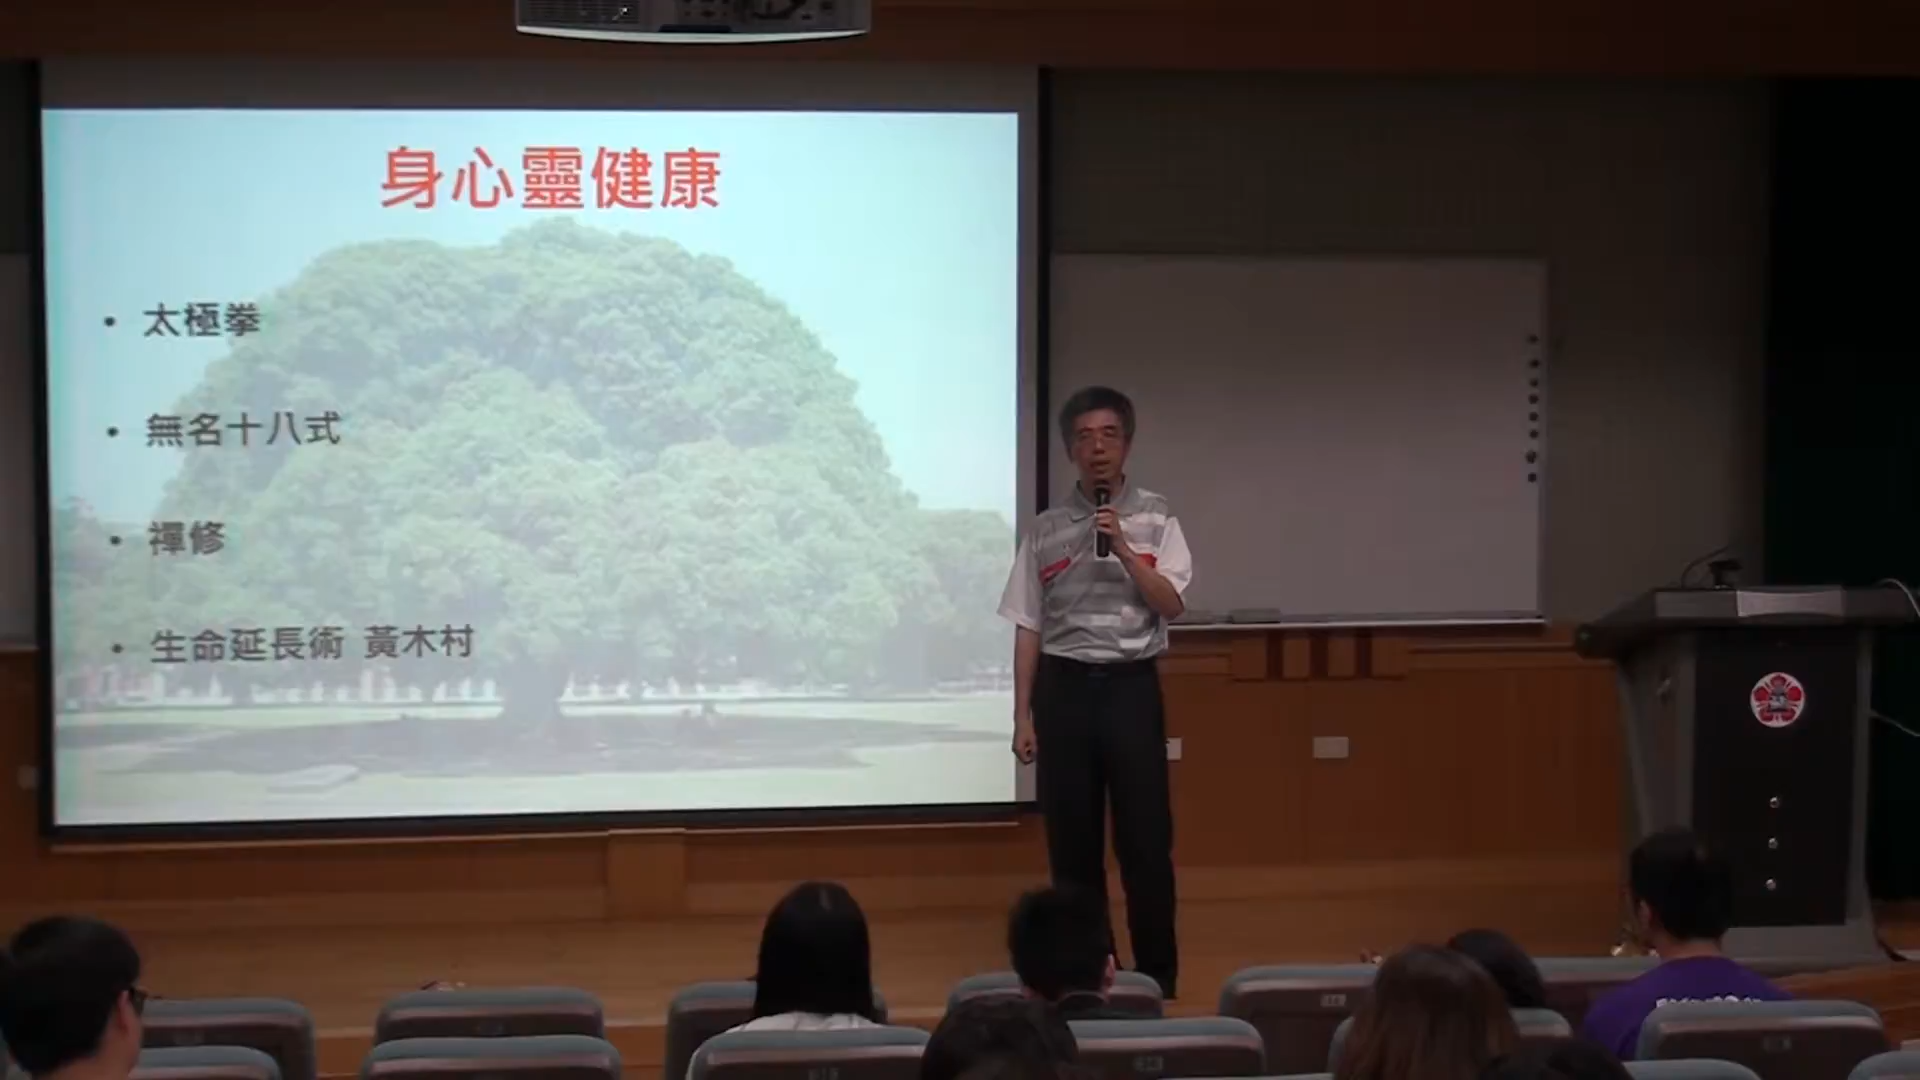 身心靈健康
• 太極拳
• 無名十八式
• 禪修
• 生命延長術 黃木村